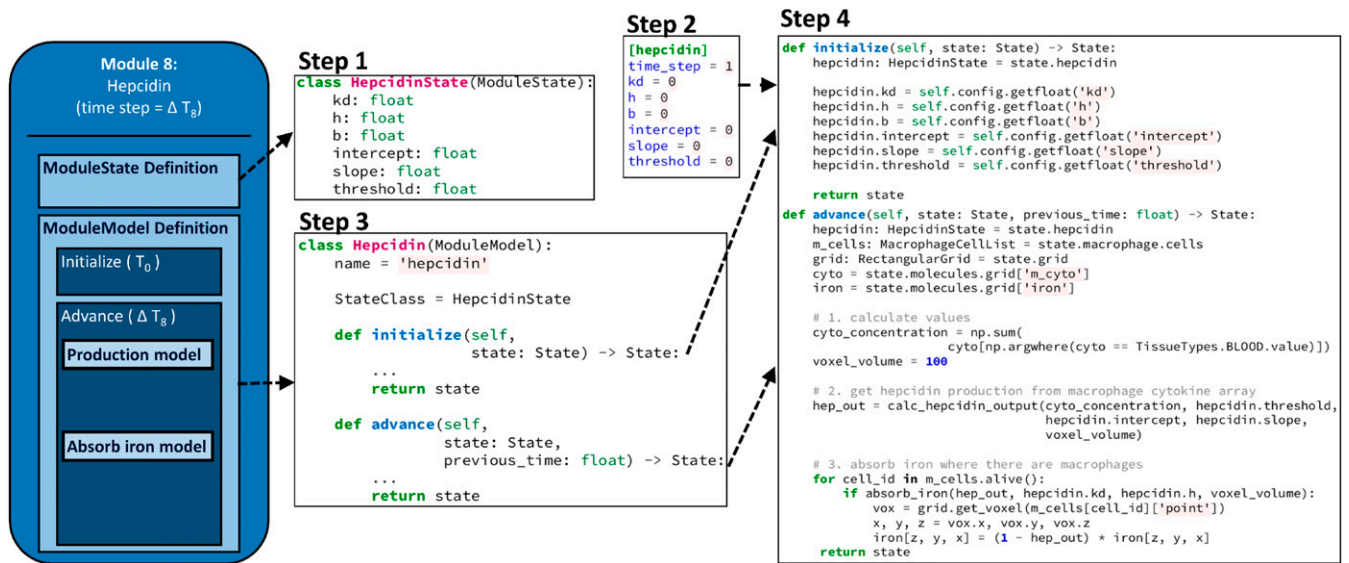 Module 8:
Hepcidin
(time step = Δ T8)
ModuleState Definition
ModuleModel Definition
Initialize ( T0 )
Advance ( Δ T8 )
Production model
Absorb iron model
Step 1
class HepcidinState(ModuleState):
kd: float
h: float
b: float
intercept: float
slope: float
threshold: float
Step 2
[hepcidin]
time_step = 1
kd = 0
h = 0
b = 0
intercept = 0
slope = 0
threshold = 0
Step 3
class Hepcidin(ModuleModel):
name = 'hepcidin'
StateClass = HepcidinState
def initialize(self,
state: State) -> State:
...
return state
def advance(self,
state: State,
previous_time: float) -> State:
...
return state
Step 4
def initialize(self, state: State) -> State:
hepcidin: HepcidinState = state.hepcidin
hepcidin.kd = self.config.getfloat('kd')
hepcidin.h = self.config.getfloat('h')
hepcidin.b = self.config.getfloat('b')
hepcidin.intercept = self.config.getfloat('intercept')
hepcidin.slope = self.config.getfloat('slope')
hepcidin.threshold = self.config.getfloat('threshold')
return state
def advance(self, state: State, previous_time: float) -> State:
hepcidin: HepcidinState = state.hepcidin
m_cells: MacrophageCellList = state.macrophage.cells
grid: RectangularGrid = state.grid
cyto = state.molecules.grid['m_cyto']
iron = state.molecules.grid['iron']
# 1. calculate values
cyto_concentration = np.sum(
cyto[np.argwhere(cyto == TissueTypes.BLOOD.value)])
voxel_volume = 100
# 2. get hepcidin production from macrophage cytokine array
hep_out = calc_hepcidin_output(cyto_concentration, hepcidin.threshold,
hepcidin.intercept, hepcidin.slope,
voxel_volume)
# 3. absorb iron where there are macrophages
for cell_id in m_cells.alive():
if absorb_iron(hep_out, hepcidin.kd, hepcidin.h, voxel_volume):
vox = grid.get_voxel(m_cells[cell_id]['point'])
x, y, z = vox.x, vox.y, vox.z
iron[z, y, x] = (1 - hep_out) * iron[z, y, x]
return state